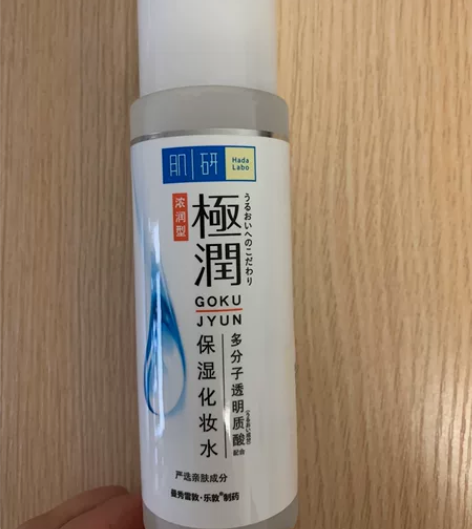 肌研
Hada
Labo
浓润型
極潤
うるおいへのこだわり
GOKU
JYUN
保湿化妆水
多分子透明质酸
配合
严选亲肤成分
曼秀雷敦·乐敦®制药